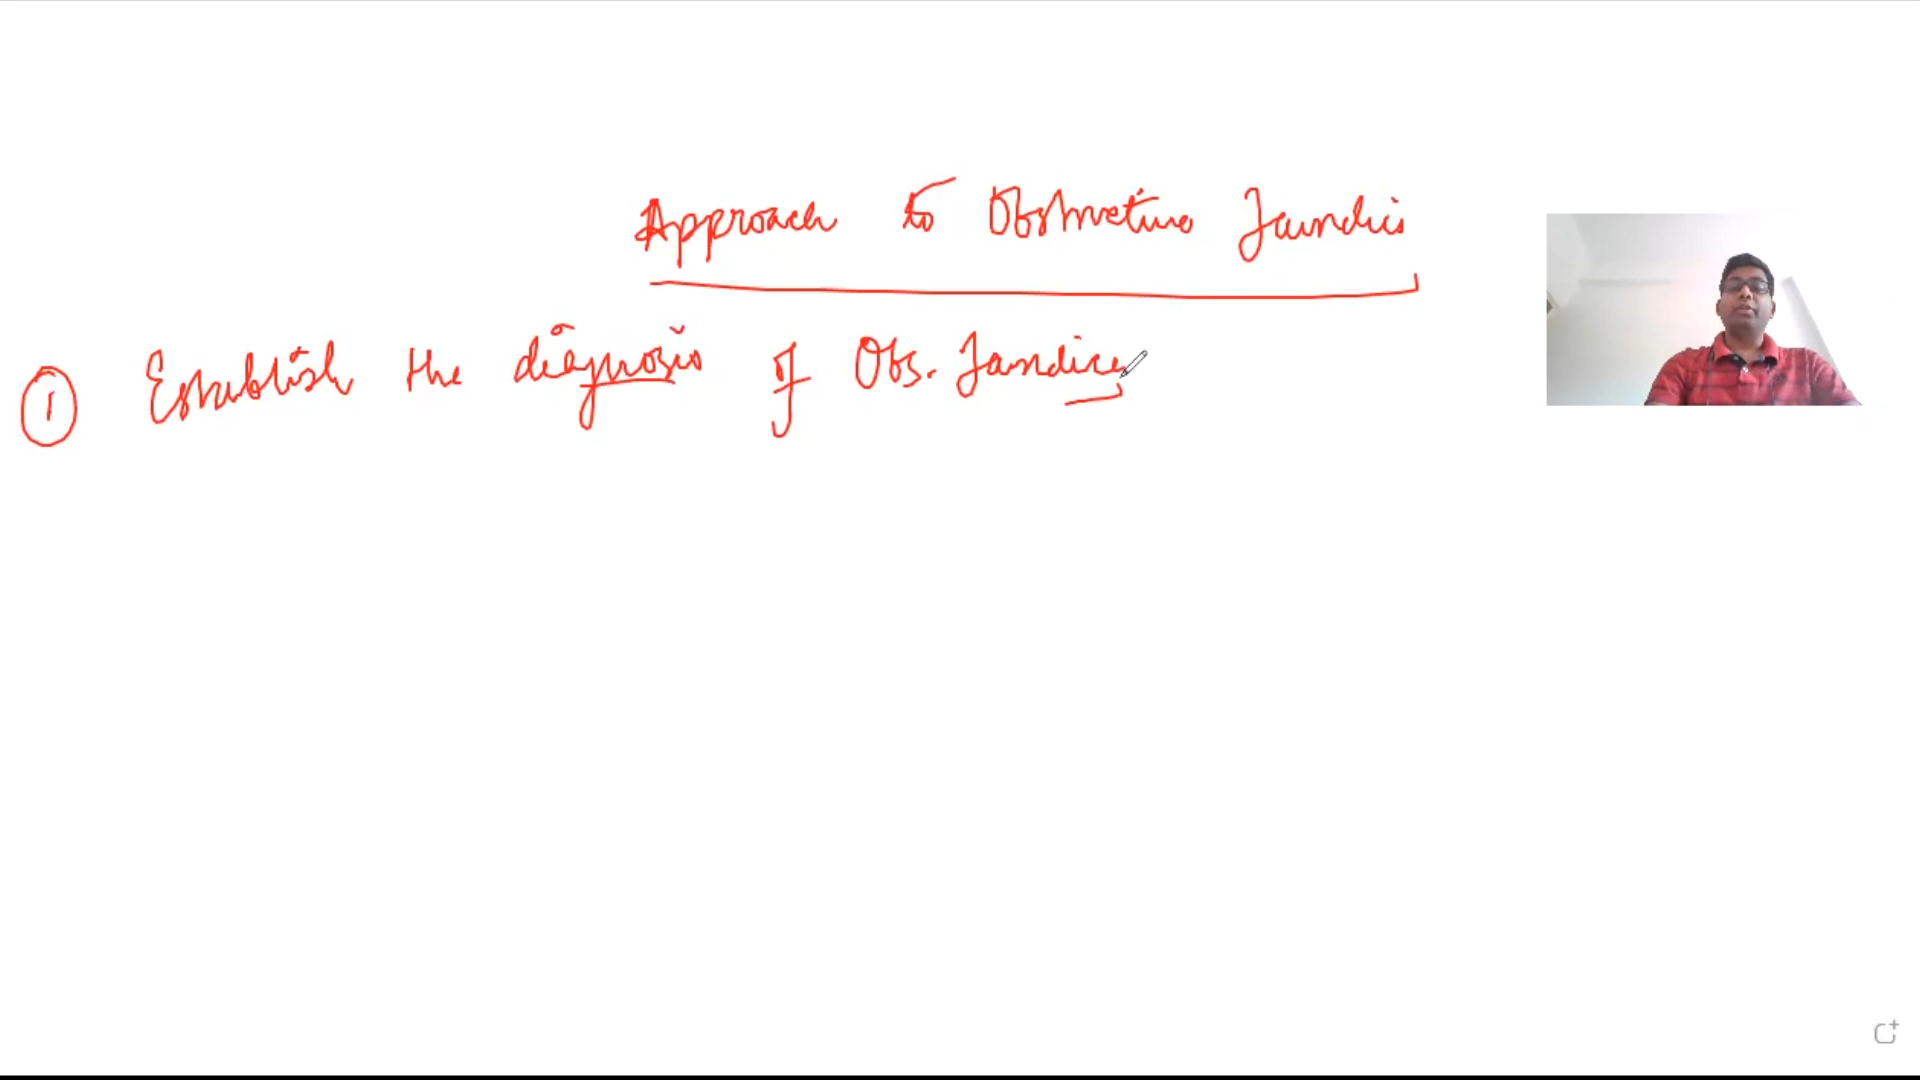 Approach to Obstructive Jaundice
① Establish the diagnosis of Obs. Jaundice